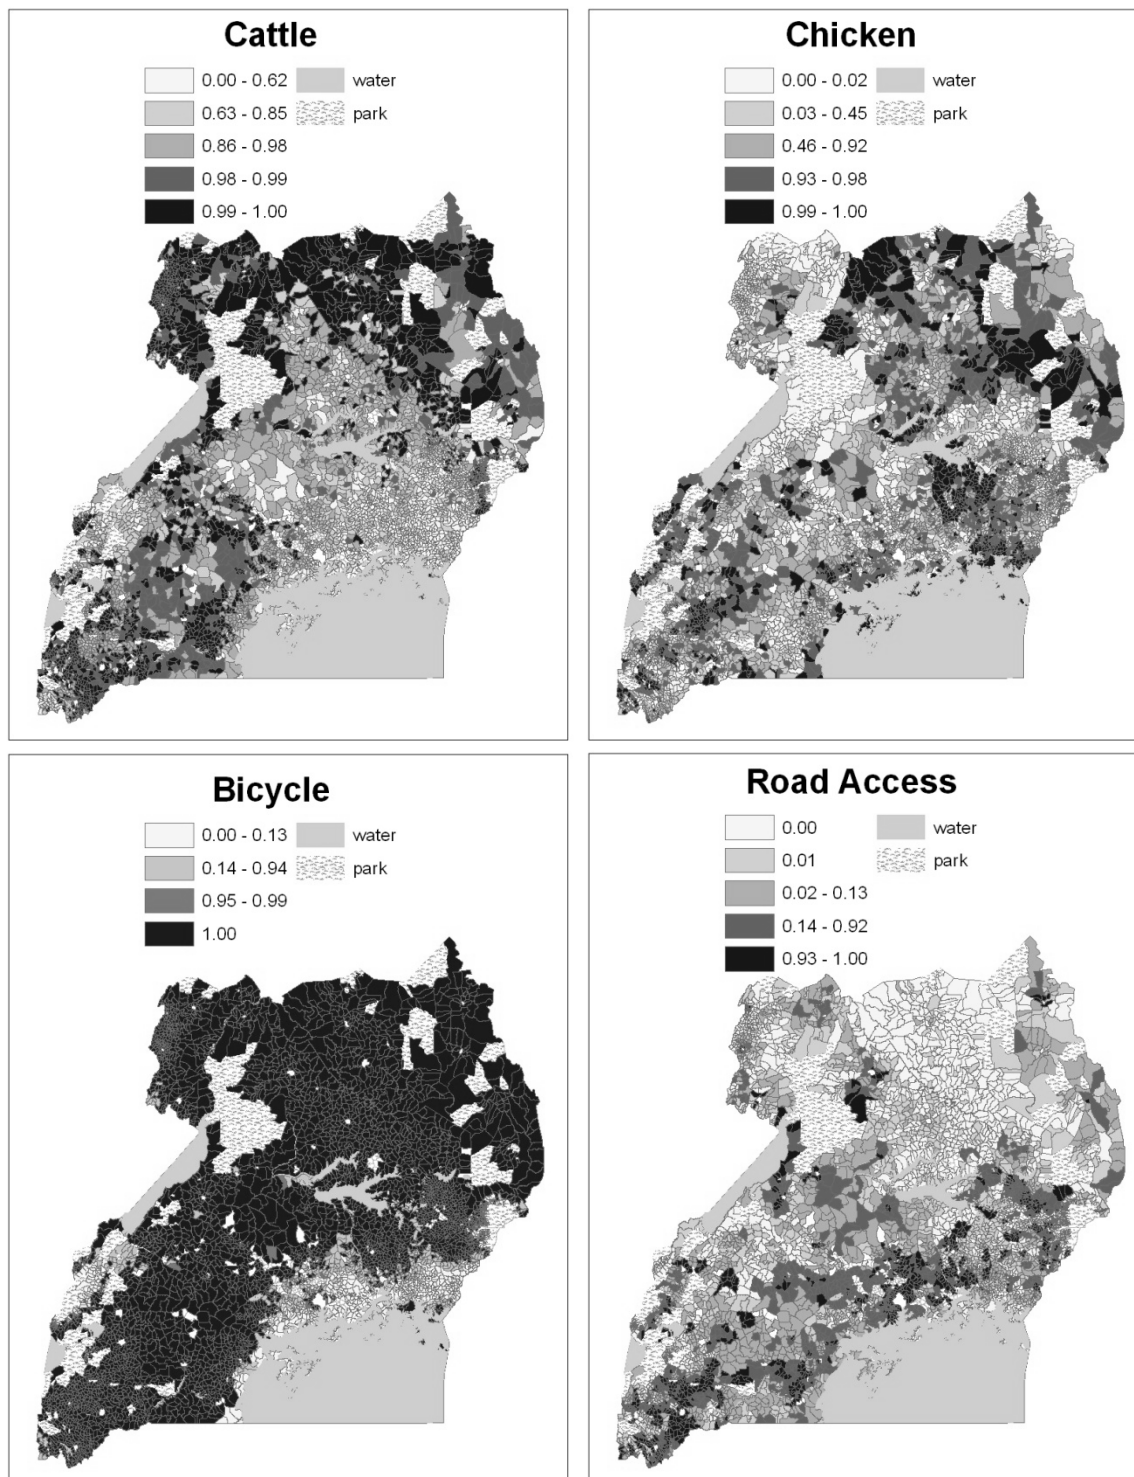 Cattle
0.00 - 0.62 water
0.63 - 0.85 park
0.86 - 0.98
0.98 - 0.99
0.99 - 1.00
Chicken
0.00 - 0.02 water
0.03 - 0.45 park
0.46 - 0.92
0.93 - 0.98
0.99 - 1.00
Bicycle
0.00 - 0.13 water
0.14 - 0.94 park
0.95 - 0.99
1.00
Road Access
0.00 water
0.01 park
0.02 - 0.13
0.14 - 0.92
0.93 - 1.00